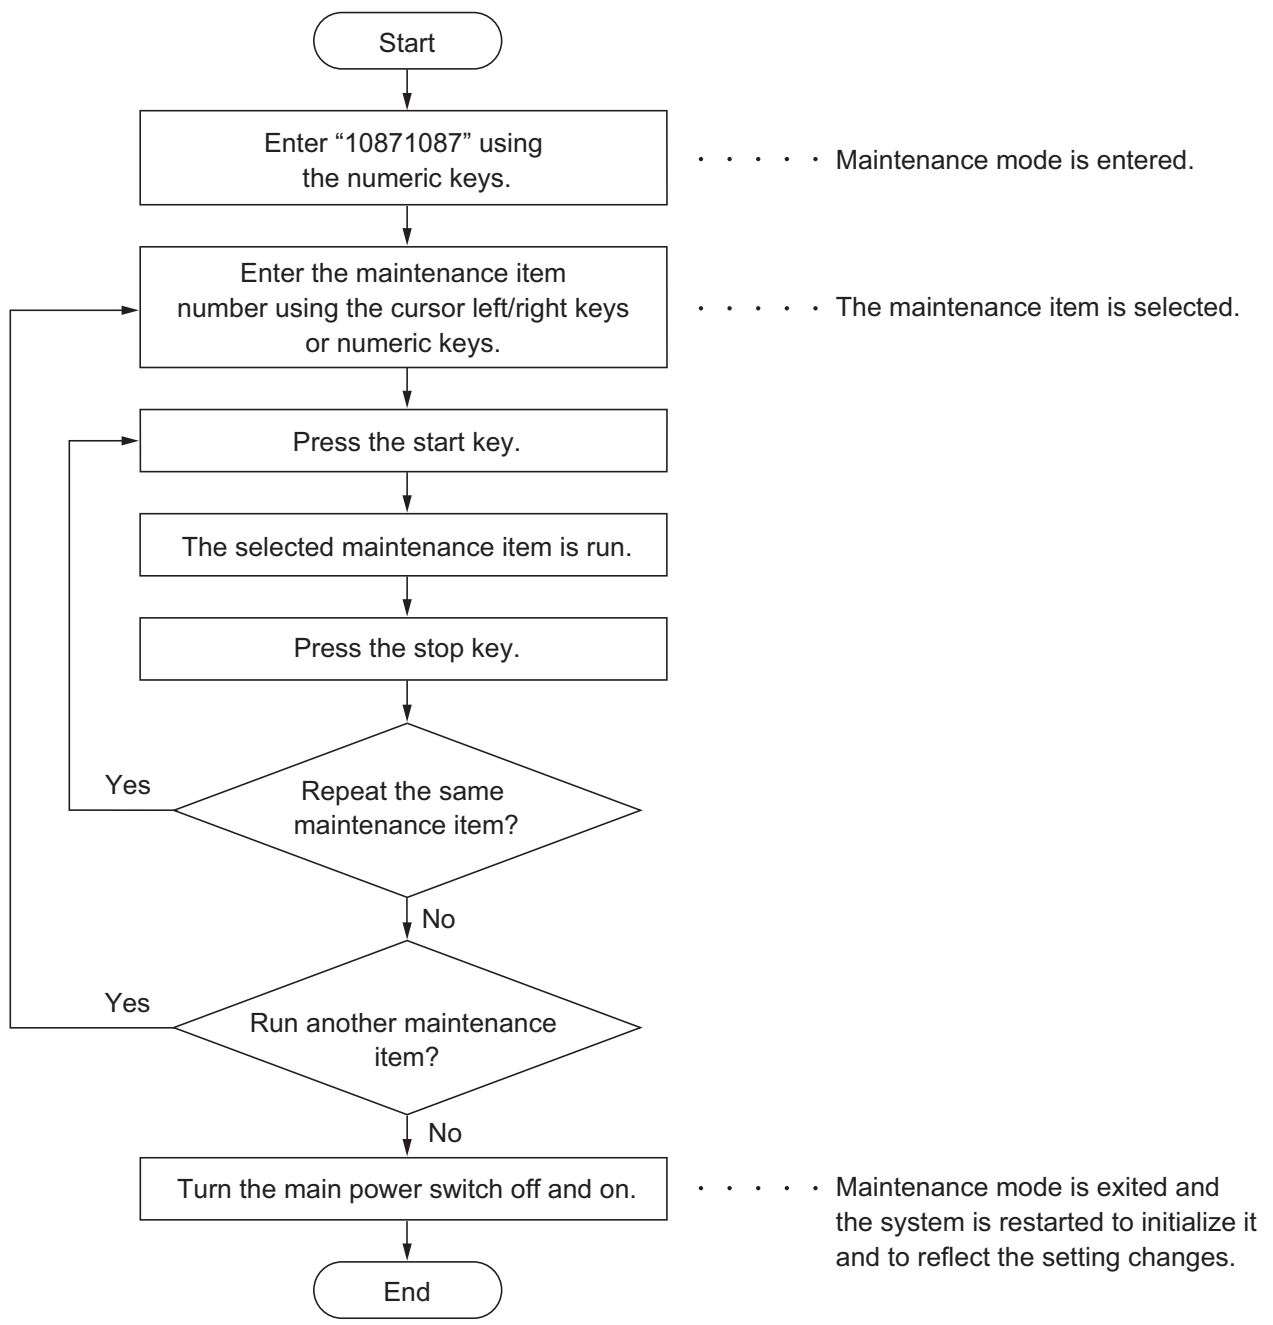 Start
Enter “10871087” using
the numeric keys.
· · · · · Maintenance mode is entered.
Enter the maintenance item
number using the cursor left/right keys
or numeric keys.
· · · · · The maintenance item is selected.
Press the start key.
The selected maintenance item is run.
Press the stop key.
Yes
Repeat the same
maintenance item?
No
Yes
Run another maintenance
item?
No
Turn the main power switch off and on.
· · · · · Maintenance mode is exited and
the system is restarted to initialize it
and to reflect the setting changes.
End